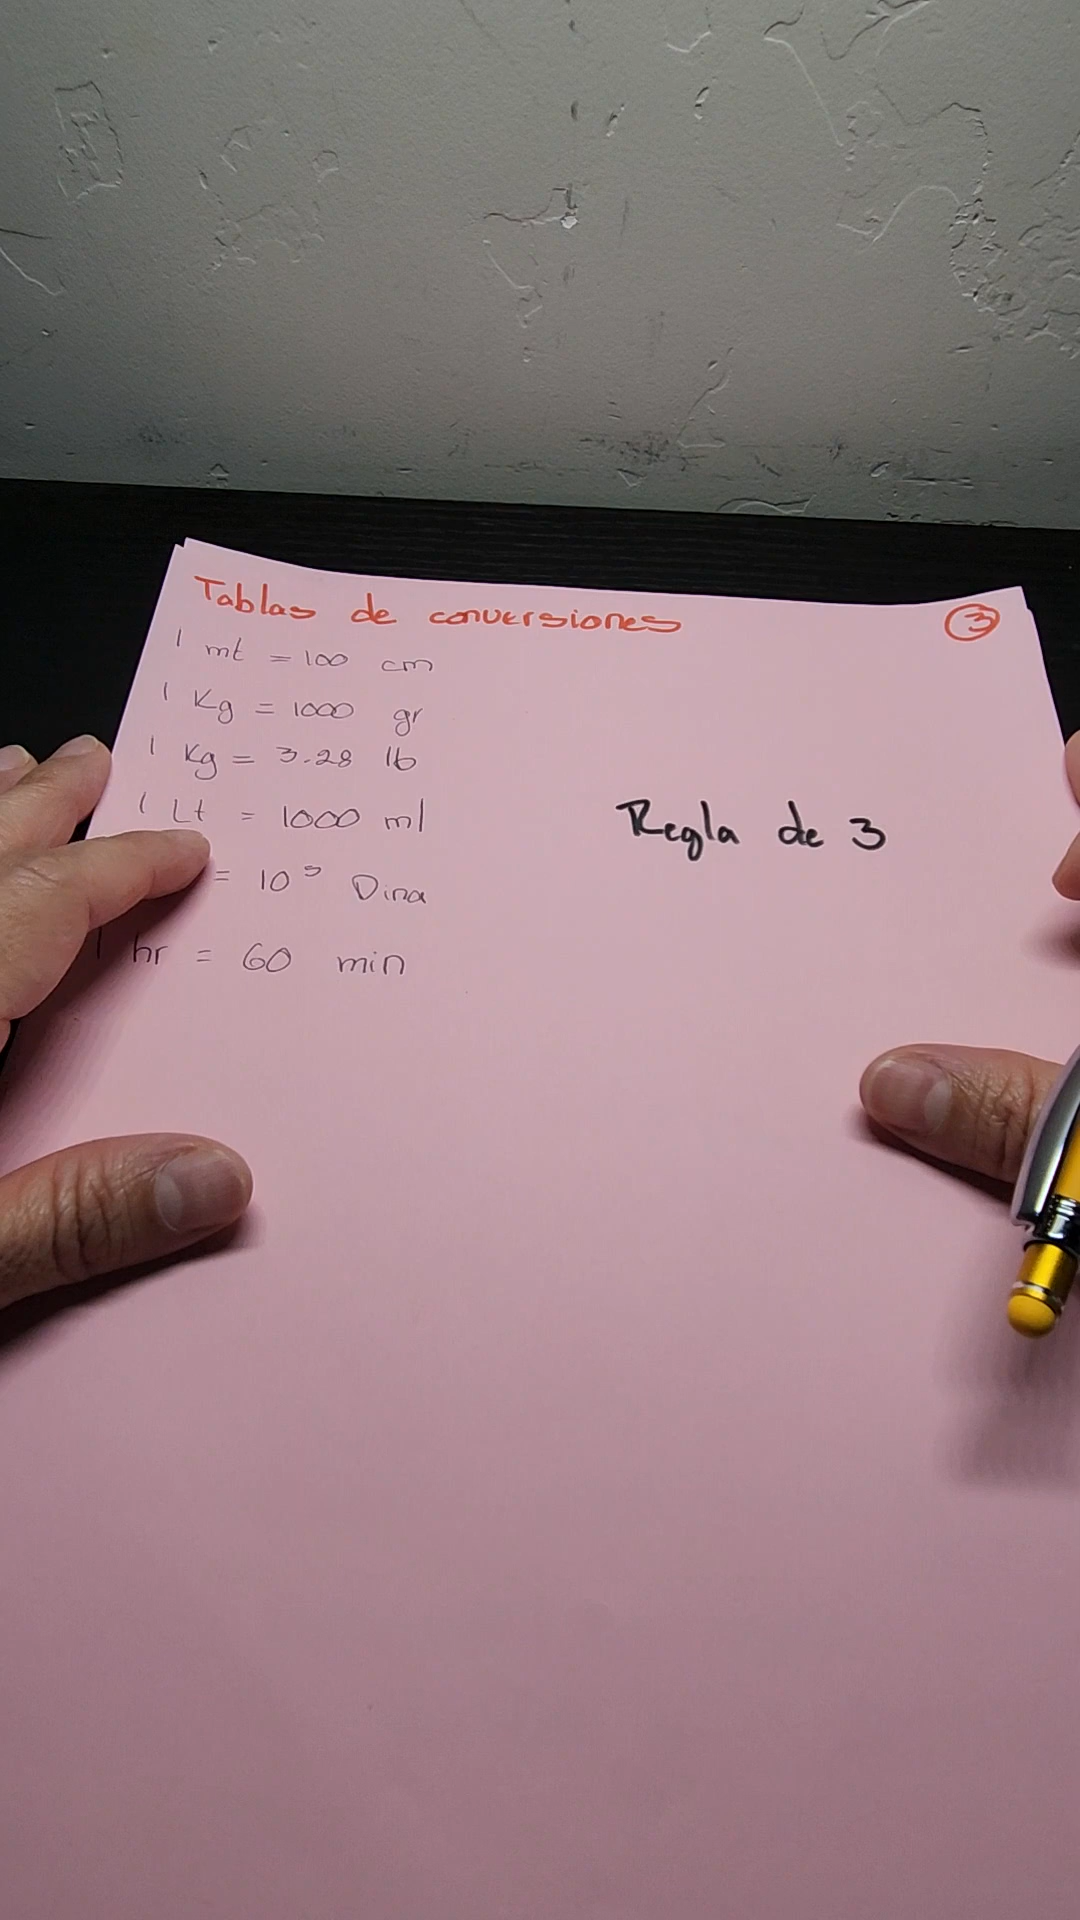 Tablas de conversiones
3
1 mt = 100 cm
1 Kg = 1000 gr
1 Kg = 3.28 lb
1 Lt = 1000 ml
= 10⁵ Dina
1 hr = 60 min
Regla de 3